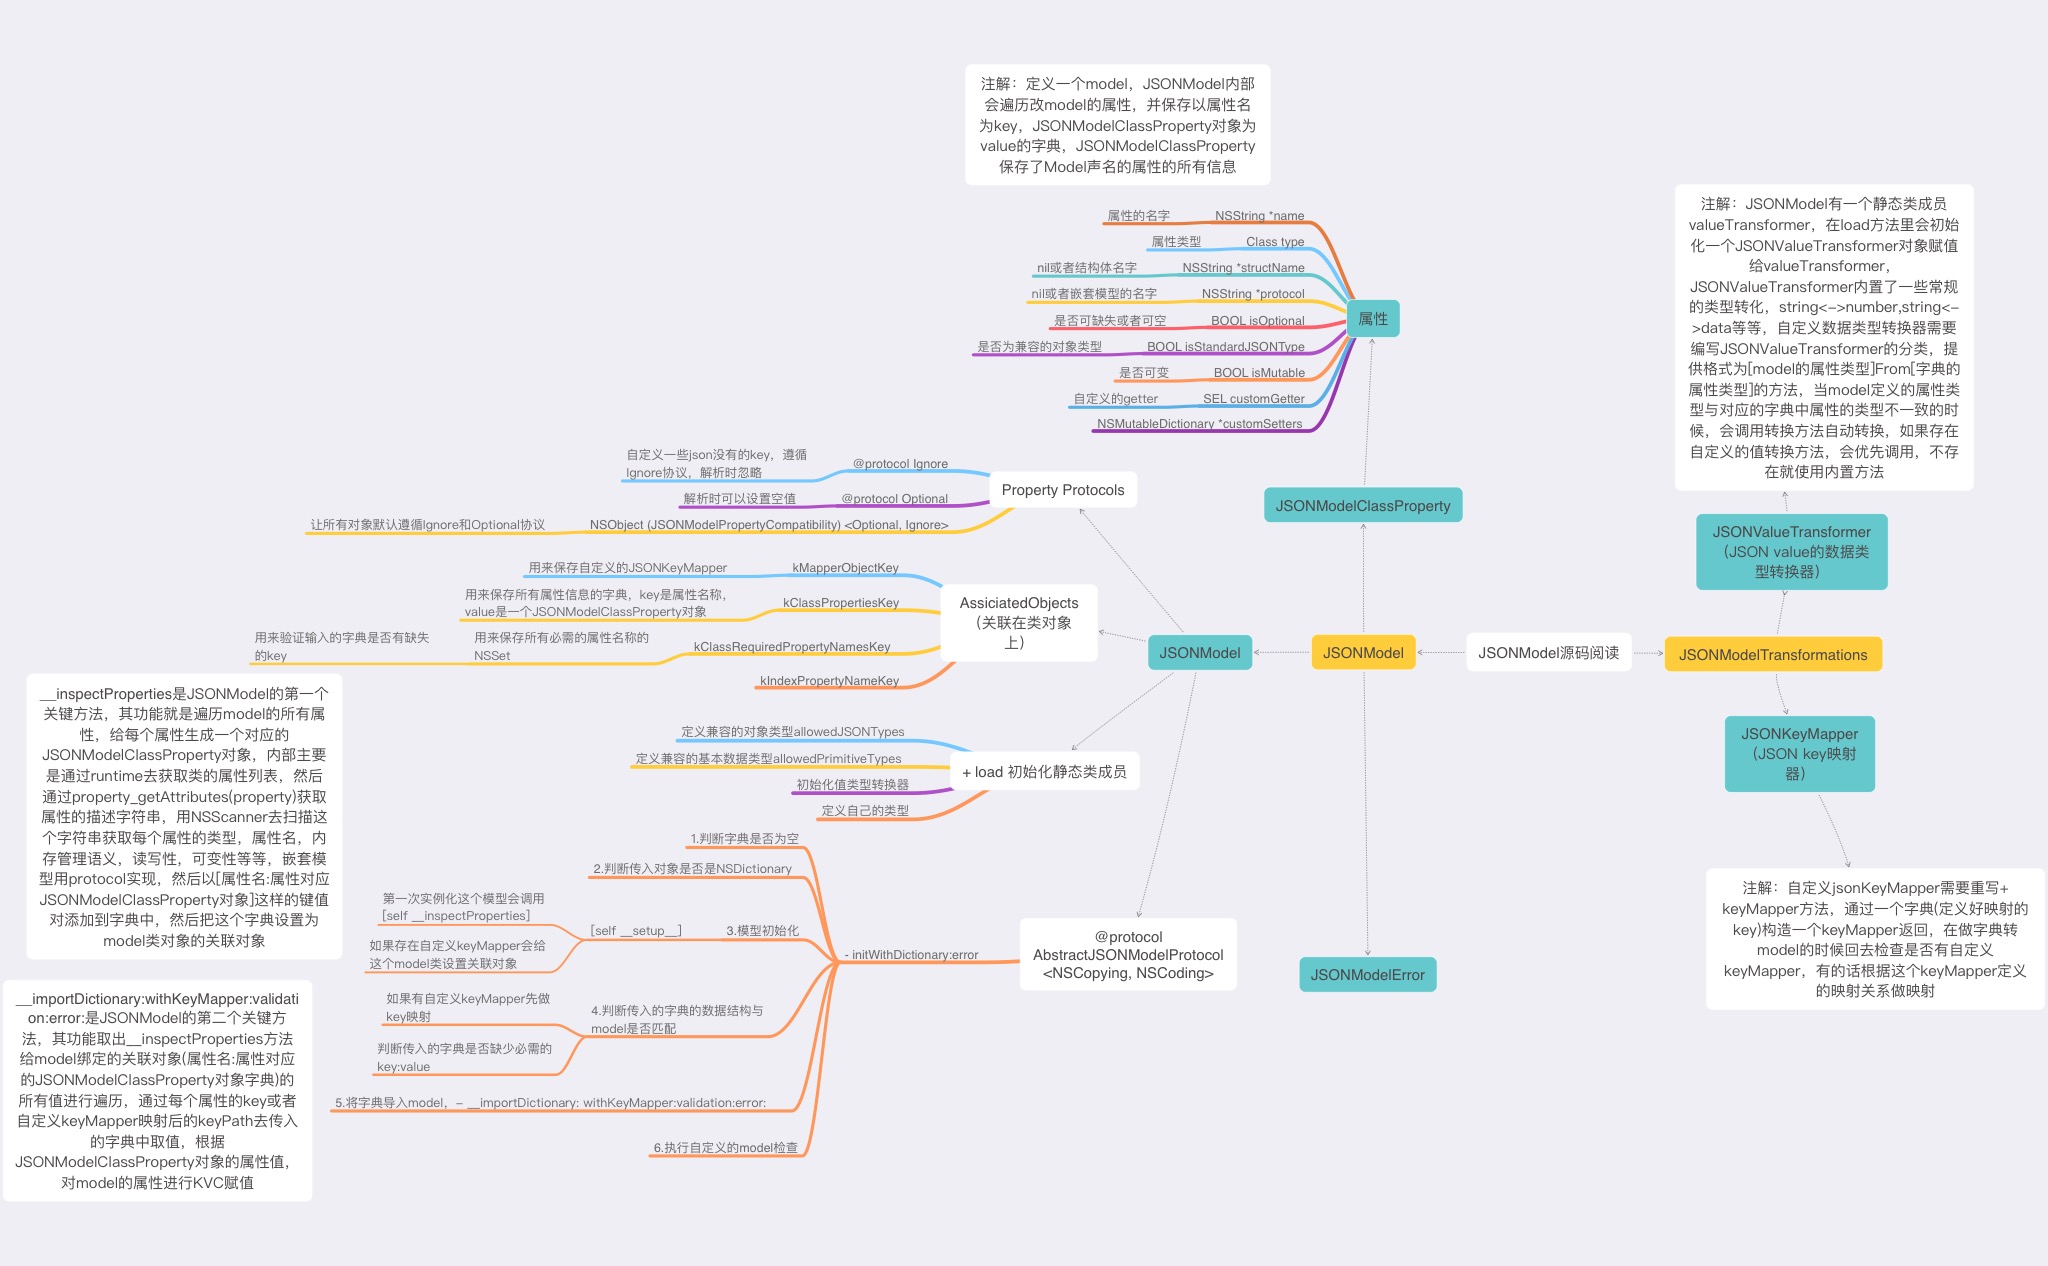 注解：定义一个model，JSONModel内部
会遍历改model的属性，并保存以属性名
为key，JSONModelClassProperty对象为
value的字典，JSONModelClassProperty
保存了Model声名的属性的所有信息
属性的名字
NSString *name
属性类型
Class type
nil或者结构体名字
NSString *structName
nil或者嵌套模型的名字
NSString *protocol
是否可缺失或者可空
BOOL isOptional
是否为兼容的对象类型
BOOL isStandardJSONType
是否可变
BOOL isMutable
自定义的getter
SEL customGetter
NSMutableDictionary *customSetters
属性
注解：JSONModel有一个静态类成员
valueTransformer，在load方法里会初始
化一个JSONValueTransformer对象赋值
给valueTransformer，
JSONValueTransformer内置了一些常规
的类型转化，string<->number,string<-
>data等等，自定义数据类型转换器需要
编写JSONValueTransformer的分类，提
供格式为[model的属性类型]From[字典的
属性类型]的方法，当model定义的属性类
型与对应的字典中属性的类型不一致的时
候，会调用转换方法自动转换，如果存在
自定义的值转换方法，会优先调用，不存
在就使用内置方法
自定义一些json没有的key，遵循
Ignore协议，解析时忽略
@protocol Ignore
解析时可以设置空值
@protocol Optional
让所有对象默认遵循Ignore和Optional协议
NSObject (JSONModelPropertyCompatibility) <Optional, Ignore>
Property Protocols
JSONModelClassProperty
JSONValueTransformer
（JSON value的数据类
型转换器）
用来保存自定义的JSONKeyMapper
kMapperObjectKey
用来保存所有属性信息的字典，key是属性名称，
value是一个JSONModelClassProperty对象
kClassPropertiesKey
用来验证输入的字典是否有缺失
的key
用来保存所有必需的属性名称的
NSSet
kClassRequiredPropertyNamesKey
kIndexPropertyNameKey
AssiciatedObjects
（关联在类对象
上）
JSONModel
JSONModel
JSONModel源码阅读
JSONModelTransformations
__inspectProperties是JSONModel的第一个
关键方法，其功能就是遍历model的所有属
性，给每个属性生成一个对应的
JSONModelClassProperty对象，内部主要
是通过runtime去获取类的属性列表，然后
通过property_getAttributes(property)获取
属性的描述字符串，用NSScanner去扫描这
个字符串获取每个属性的类型，属性名，内
存管理语义，读写性，可变性等等，嵌套模
型用protocol实现，然后以[属性名:属性对应
JSONModelClassProperty对象]这样的键值
对添加到字典中，然后把这个字典设置为
model类对象的关联对象
定义兼容的对象类型allowedJSONTypes
定义兼容的基本数据类型allowedPrimitiveTypes
初始化值类型转换器
定义自己的类型
+ load 初始化静态类成员
JSONKeyMapper
（JSON key映射
器）
1.判断字典是否为空
2.判断传入对象是否是NSDictionary
第一次实例化这个模型会调用
[self __inspectProperties]
如果存在自定义keyMapper会给
这个model类设置关联对象
[self __setup__]
3.模型初始化
- initWithDictionary:error
@protocol
AbstractJSONModelProtocol
<NSCopying, NSCoding>
JSONModelError
注解：自定义jsonKeyMapper需要重写+
keyMapper方法，通过一个字典(定义好映射的
key)构造一个keyMapper返回，在做字典转
model的时候回去检查是否有自定义
keyMapper，有的话根据这个keyMapper定义
的映射关系做映射
__importDictionary:withKeyMapper:validati
on:error:是JSONModel的第二个关键方
法，其功能取出__inspectProperties方法
给model绑定的关联对象(属性名:属性对应
的JSONModelClassProperty对象字典)的
所有值进行遍历，通过每个属性的key或者
自定义keyMapper映射后的keyPath去传入
的字典中取值，根据
JSONModelClassProperty对象的属性值，
对model的属性进行KVC赋值
如果有自定义keyMapper先做
key映射
判断传入的字典是否缺少必需的
key:value
4.判断传入的字典的数据结构与
model是否匹配
5.将字典导入model，- __importDictionary: withKeyMapper:validation:error:
6.执行自定义的model检查